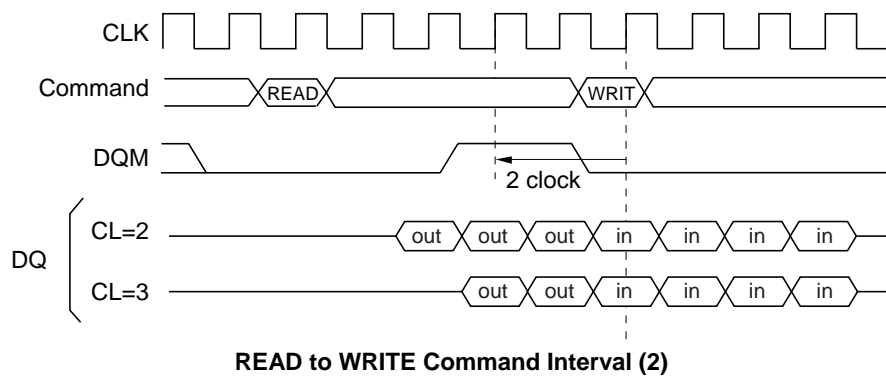 CLK
Command READ WRIT
DQM
2 clock
DQ
CL=2 out out out in in in in
CL=3 out out in in in in
READ to WRITE Command Interval (2)